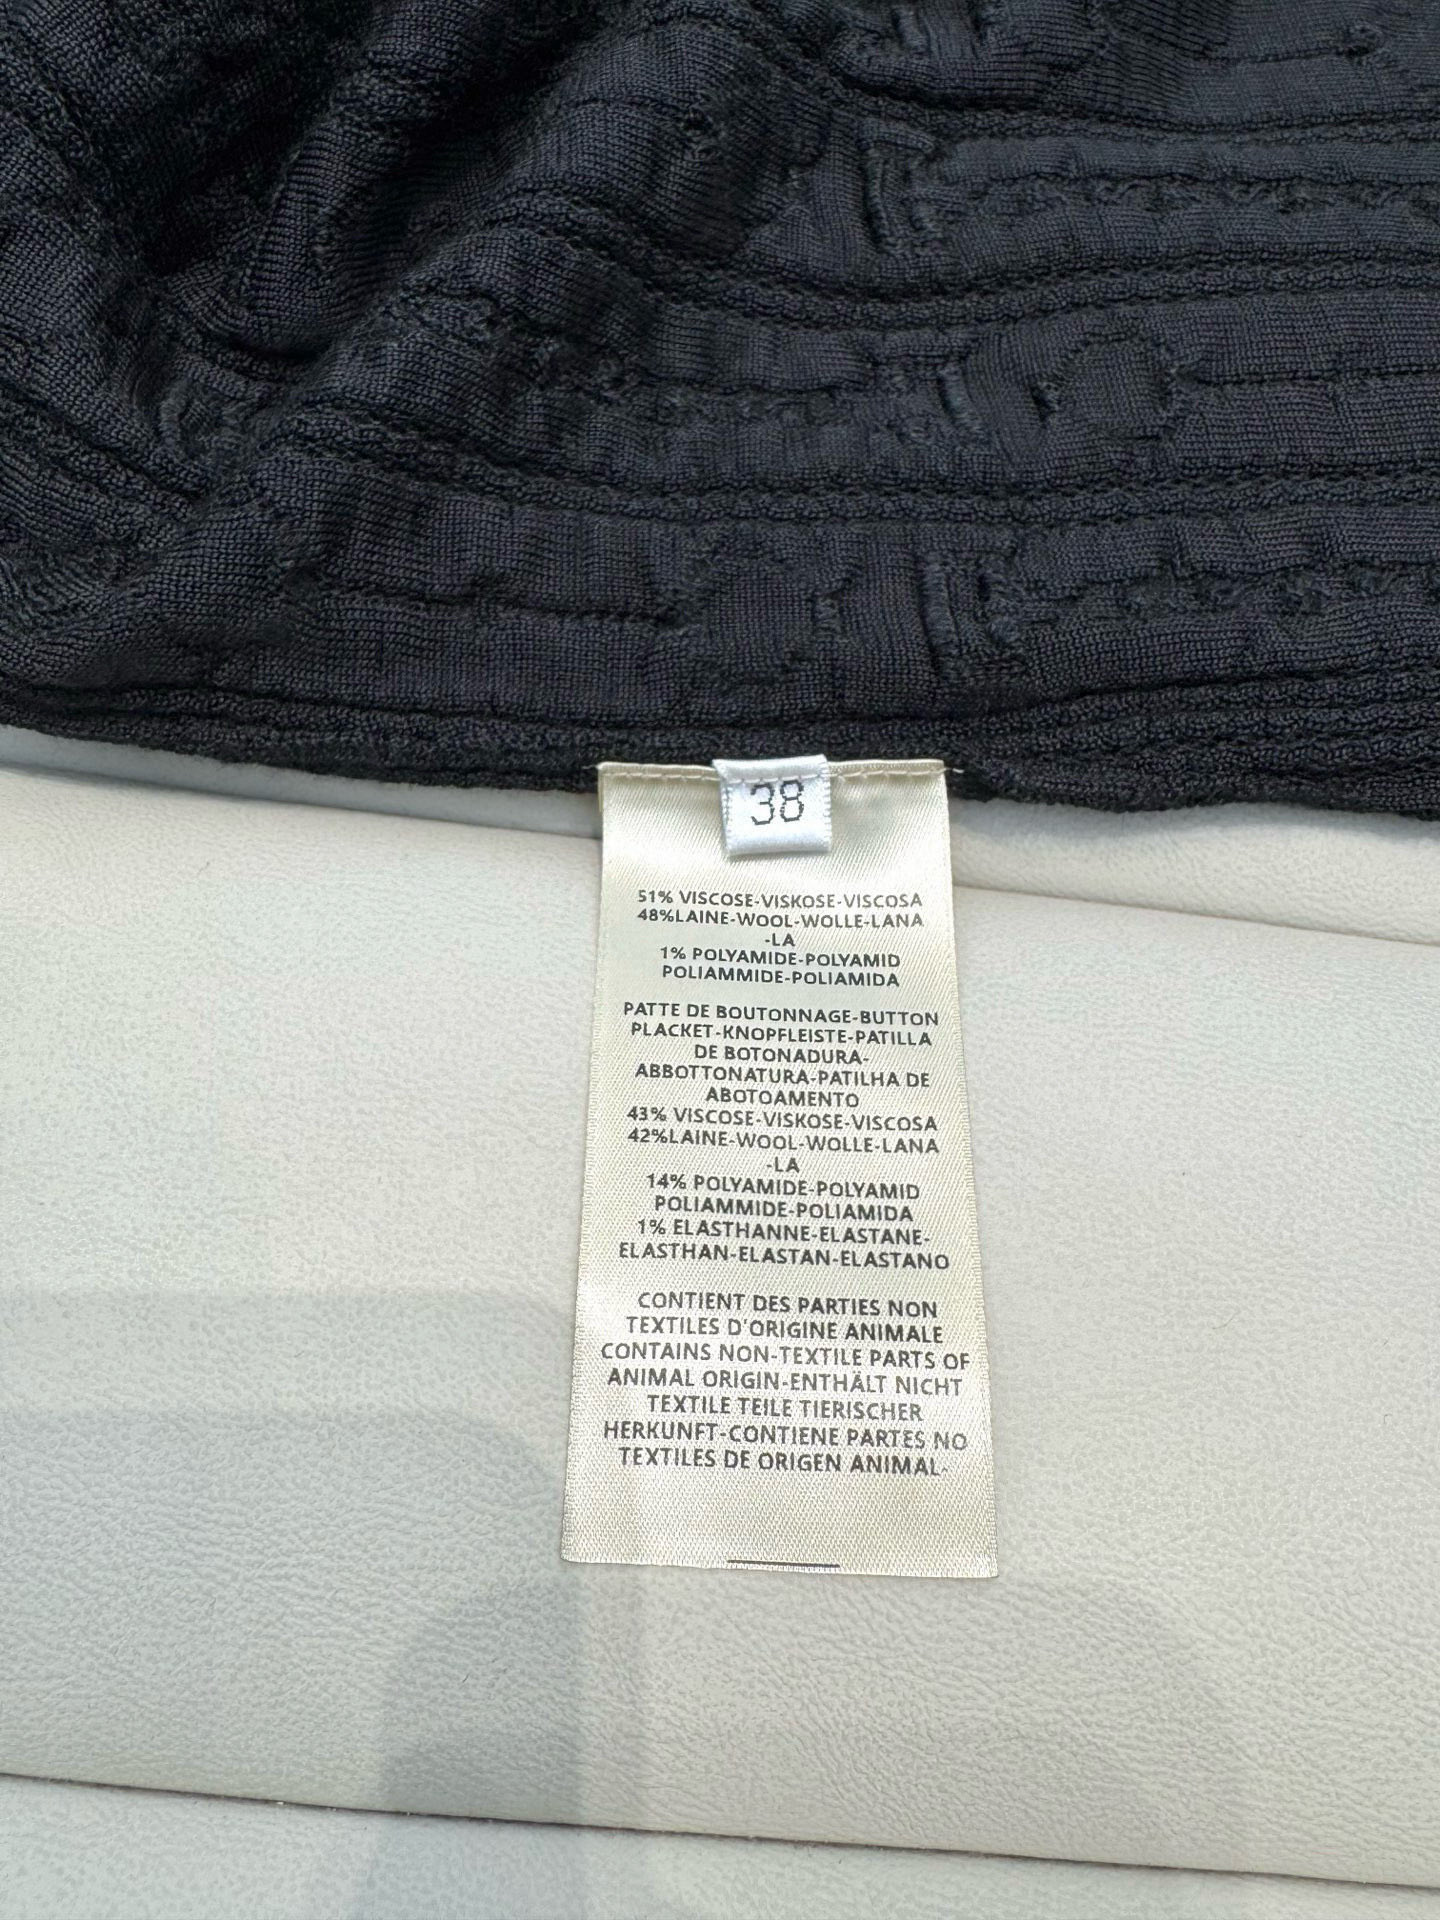 38
51% VISCOSE-VISKOSE-VISCOSA
48%LAINE-WOOL-WOLLE-LANA
-LA
1% POLYAMIDE-POLYAMID
POLIAMMIDE-POLIAMIDA
PATTE DE BOUTONNAGE-BUTTON
PLACKET-KNOPFLEISTE-PATILLA
DE BOTONADURA-
ABBOTTONATURA-PATILHA DE
ABOTOAMENTO
43% VISCOSE-VISKOSE-VISCOSA
42%LAINE-WOOL-WOLLE-LANA
-LA
14% POLYAMIDE-POLYAMID
POLIAMMIDE-POLIAMIDA
1% ELASTHANNE-ELASTANE-
ELASTHAN-ELASTAN-ELASTANO
CONTIENT DES PARTIES NON
TEXTILES D'ORIGINE ANIMALE
CONTAINS NON-TEXTILE PARTS OF
ANIMAL ORIGIN-ENTHÄLT NICHT
TEXTILE TEILE TIERISCHER
HERKUNFT-CONTIENE PARTES NO
TEXTILES DE ORIGEN ANIMAL-